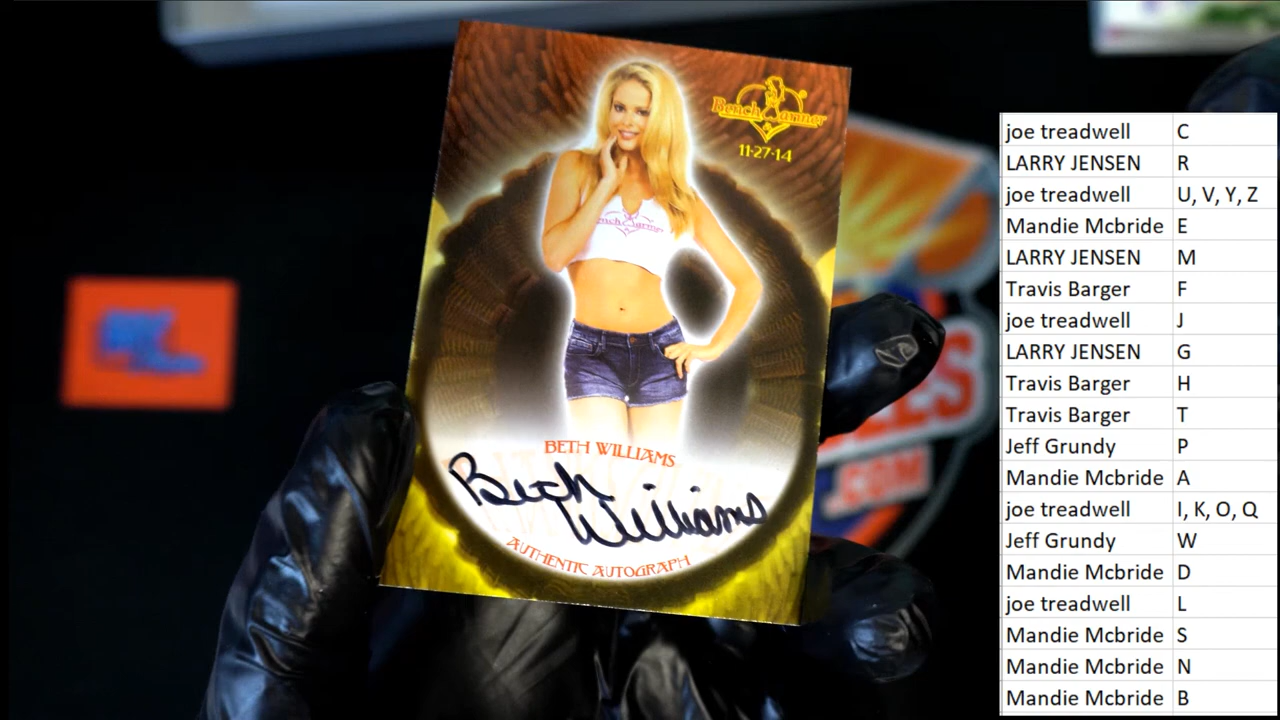 Bench Warmer
11-27-14
Bench Warmer
BETH WILLIAMS
Beth
Williams
AUTHENTIC AUTOGRAPH
.COM
joe treadwell C
LARRY JENSEN R
joe treadwell U, V, Y, Z
Mandie Mcbride E
LARRY JENSEN M
Travis Barger F
joe treadwell J
LARRY JENSEN G
Travis Barger H
Travis Barger T
Jeff Grundy P
Mandie Mcbride A
joe treadwell I, K, O, Q
Jeff Grundy W
Mandie Mcbride D
joe treadwell L
Mandie Mcbride S
Mandie Mcbride N
Mandie Mcbride B